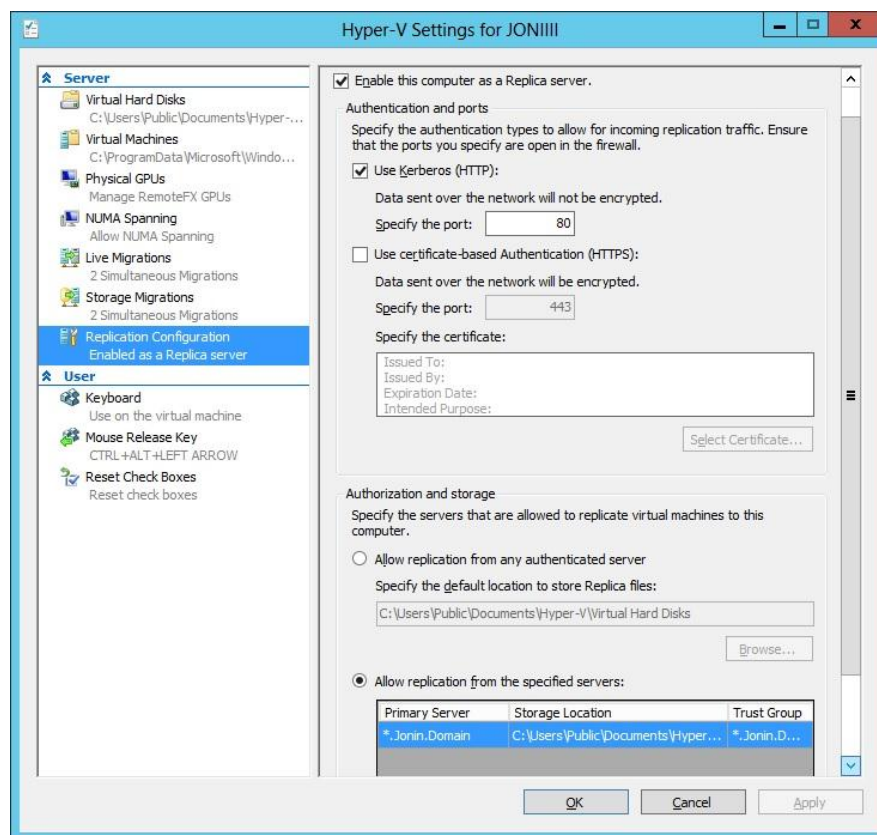 Hyper-V Settings for JONIIII
Server
Virtual Hard Disks
C:\Users\Public\Documents\Hyper-...
Virtual Machines
C:\ProgramData\Microsoft\Windo...
Physical GPUs
Manage RemoteFX GPUs
NUMA Spanning
Allow NUMA Spanning
Live Migrations
2 Simultaneous Migrations
Storage Migrations
2 Simultaneous Migrations
Replication Configuration
Enabled as a Replica server
User
Keyboard
Use on the virtual machine
Mouse Release Key
CTRL+ALT+LEFT ARROW
Reset Check Boxes
Reset check boxes
Enable this computer as a Replica server.
Authentication and ports
Specify the authentication types to allow for incoming replication traffic. Ensure
that the ports you specify are open in the firewall.
Use Kerberos (HTTP):
Data sent over the network will not be encrypted.
Specify the port: 80
Use certificate-based Authentication (HTTPS):
Data sent over the network will be encrypted.
Specify the port: 443
Specify the certificate:
Issued To:
Issued By:
Expiration Date:
Intended Purpose:
Select Certificate...
Authorization and storage
Specify the servers that are allowed to replicate virtual machines to this
computer.
Allow replication from any authenticated server
Specify the default location to store Replica files:
C:\Users\Public\Documents\Hyper-V\Virtual Hard Disks
Browse...
Allow replication from the specified servers:
Primary Server Storage Location Trust Group
*.Jonin.Domain C:\Users\Public\Documents\Hyper... *.Jonin.D...
OK Cancel Apply